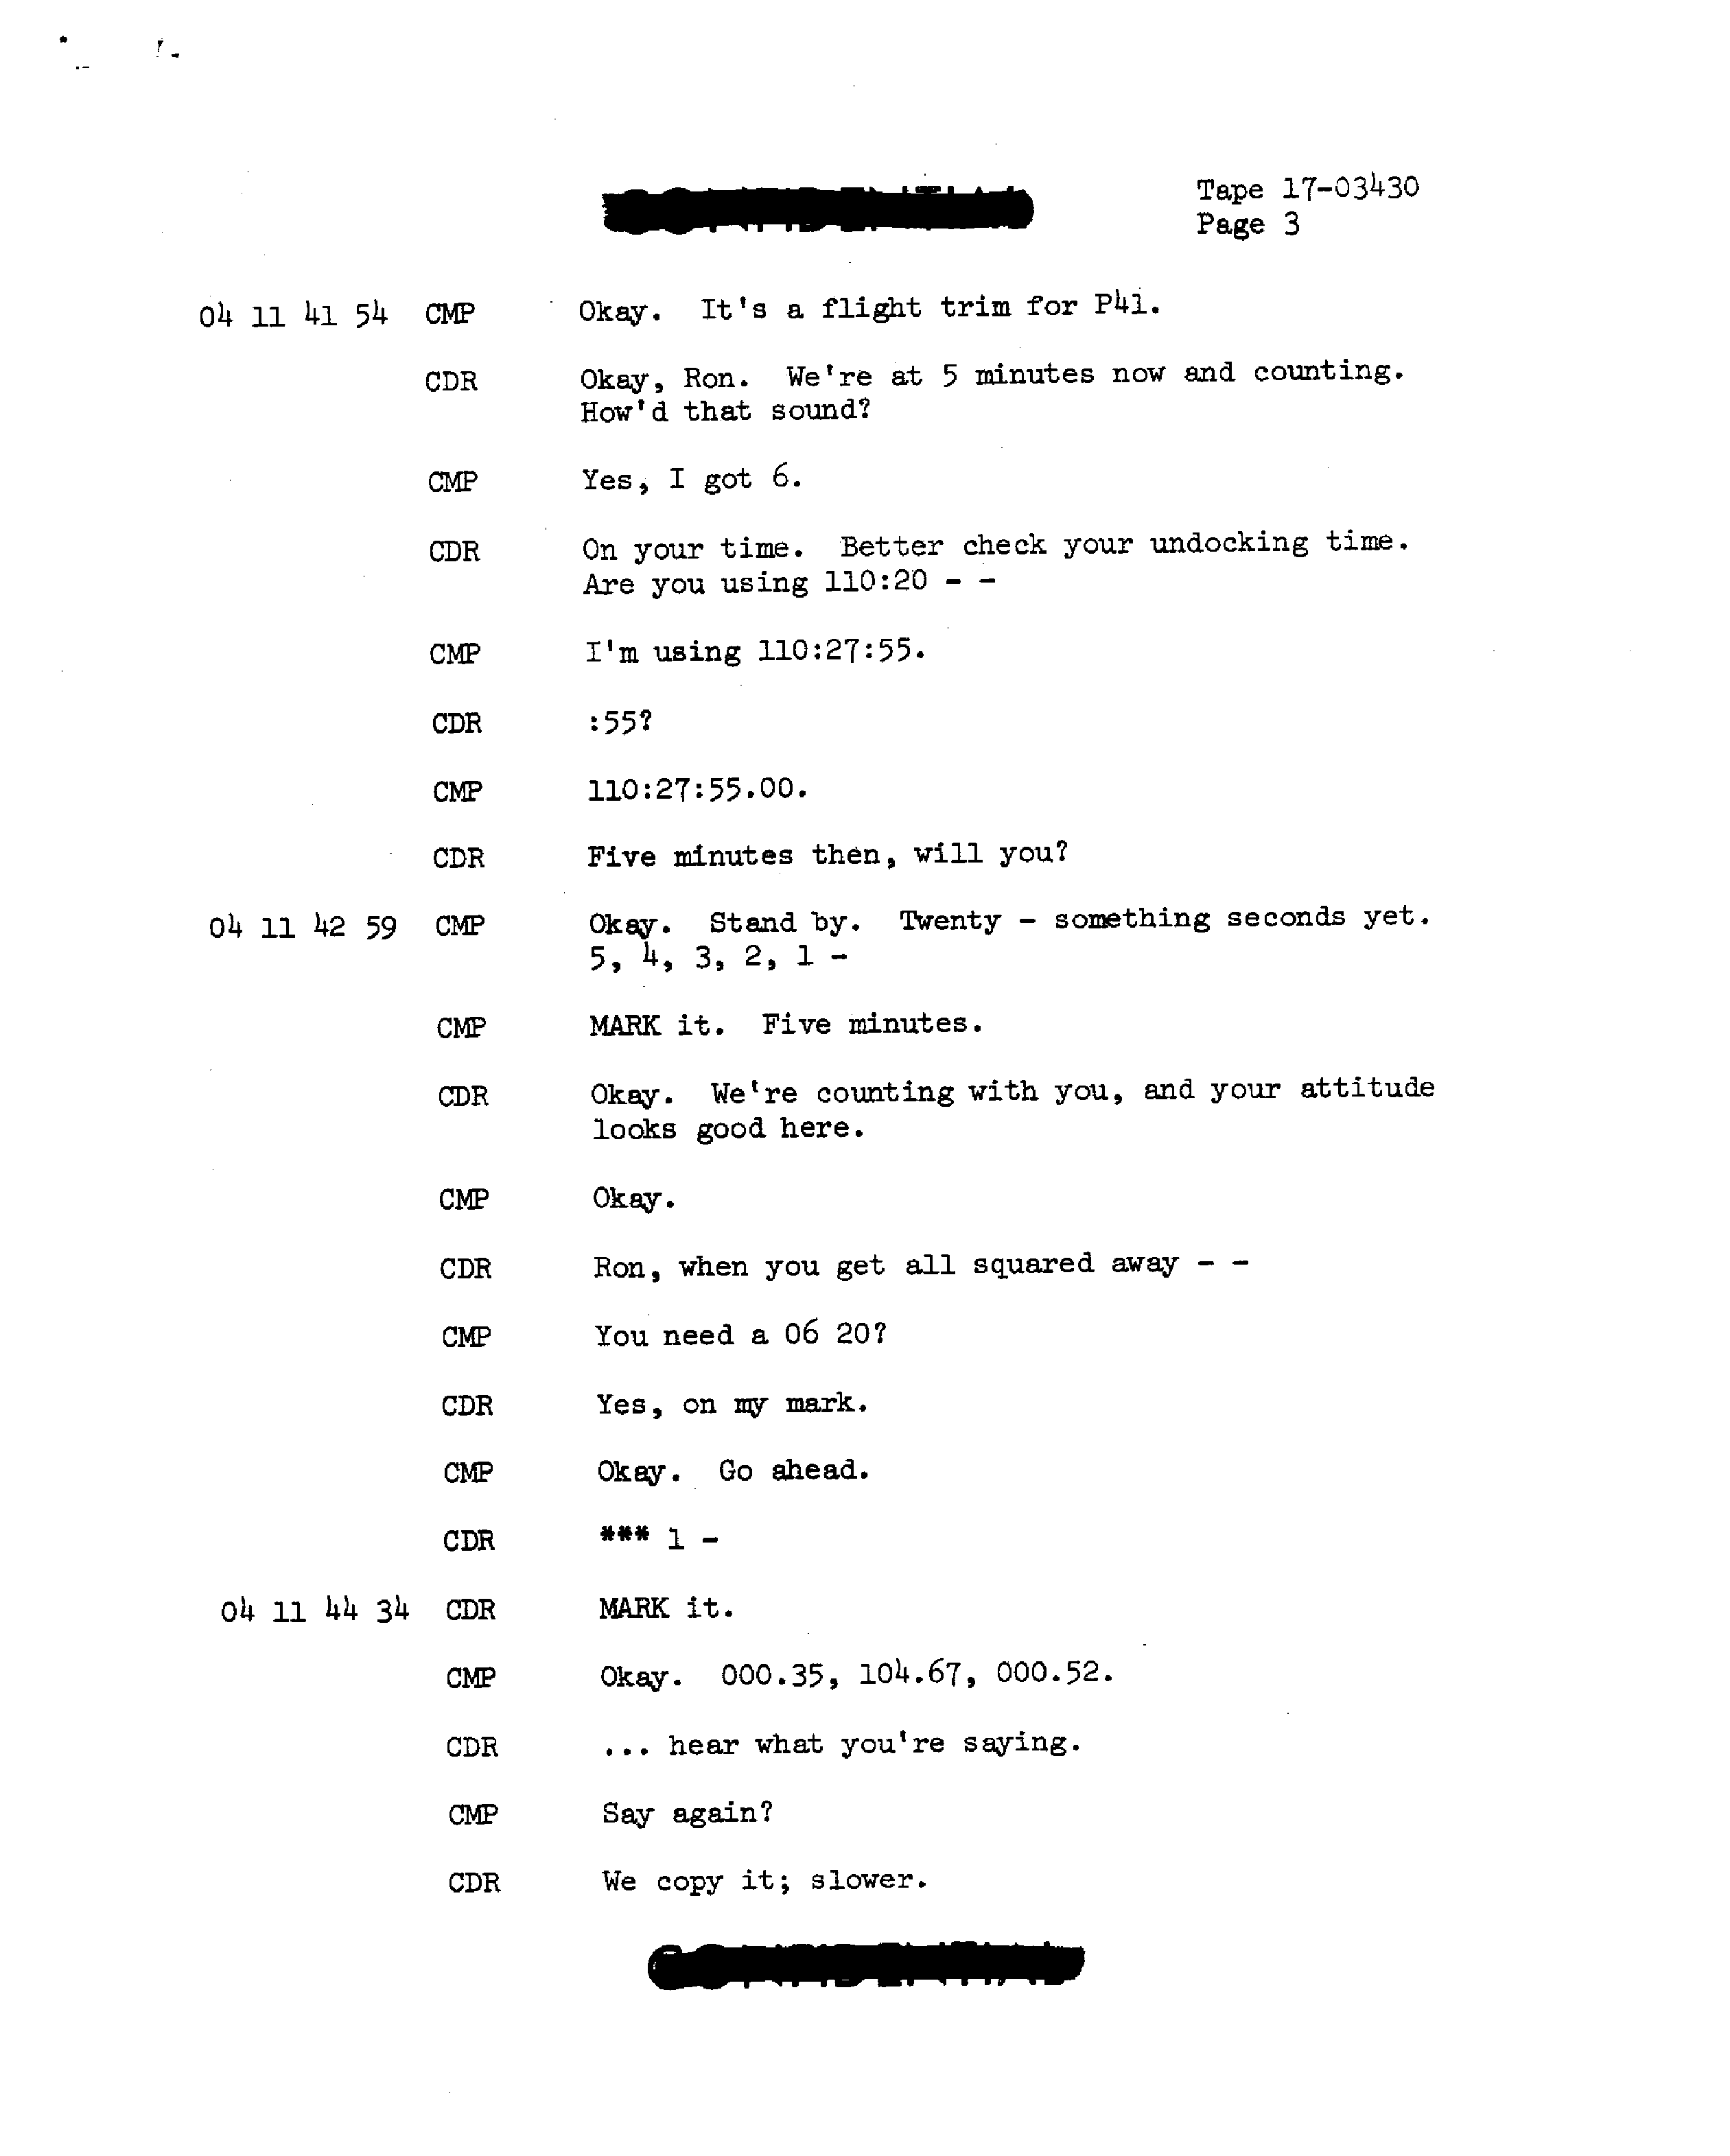 Tape 17-03430
Page 3
04 11 41 54 CMP Okay. It's a flight trim for P41.
CDR Okay, Ron. We're at 5 minutes now and counting.
How'd that sound?
CMP Yes, I got 6.
CDR On your time. Better check your undocking time.
Are you using 110:20 - -
CMP I'm using 110:27:55.
CDR :55?
CMP 110:27:55.00.
CDR Five minutes then, will you?
04 11 42 59 CMP Okay. Stand by. Twenty - something seconds yet.
5, 4, 3, 2, 1 -
CMP MARK it. Five minutes.
CDR Okay. We're counting with you, and your attitude
looks good here.
CMP Okay.
CDR Ron, when you get all squared away - -
CMP You need a 06 20?
CDR Yes, on my mark.
CMP Okay. Go ahead.
CDR *** 1 -
04 11 44 34 CDR MARK it.
CMP Okay. 000.35, 104.67, 000.52.
CDR ... hear what you're saying.
CMP Say again?
CDR We copy it; slower.